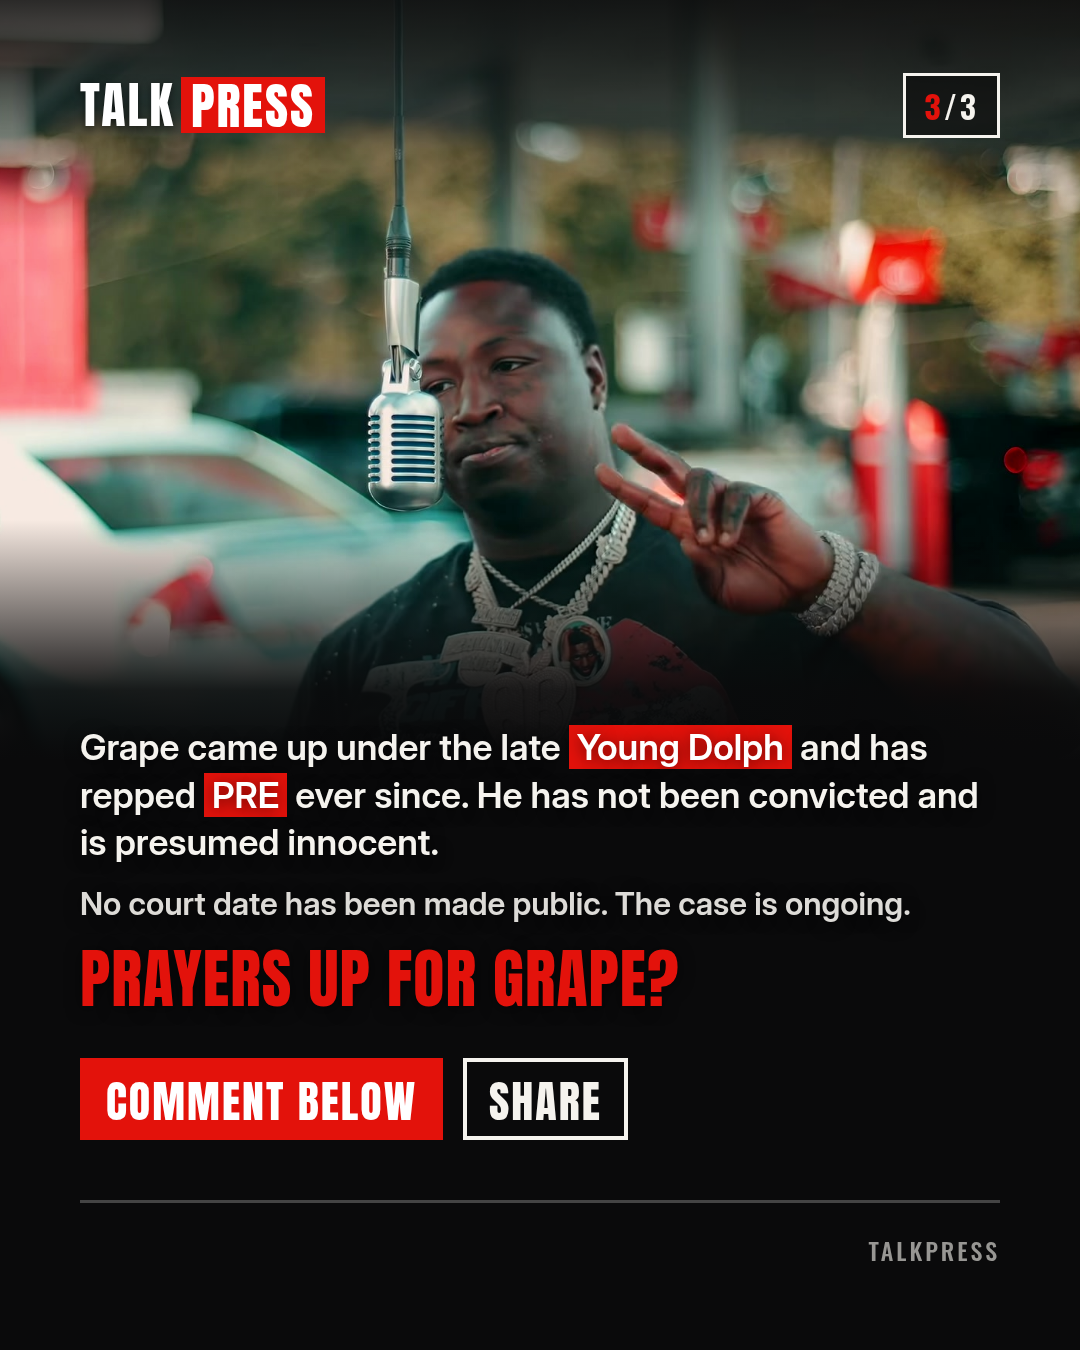 TALK PRESS
3/3
Grape came up under the late Young Dolph and has
repped PRE ever since. He has not been convicted and
is presumed innocent.
No court date has been made public. The case is ongoing.
PRAYERS UP FOR GRAPE?
COMMENT BELOW
SHARE
TALKPRESS